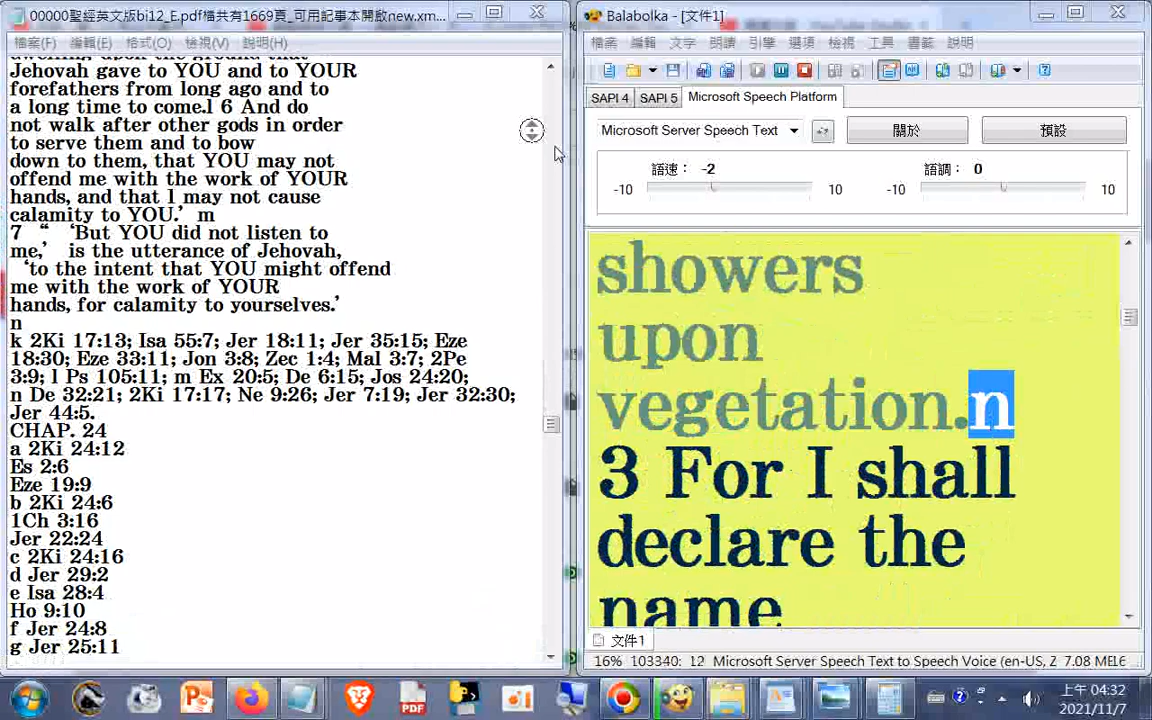 00000聖經英文版bi12_E.pdf檔共有1669頁_可用記事本開啟new.xm...
檔案(F) 編輯(E) 格式(O) 檢視(V) 說明(H)
Jehovah gave to YOU and to YOUR
forefathers from long ago and to
a long time to come.l 6 And do
not walk after other gods in order
to serve them and to bow
down to them, that YOU may not
offend me with the work of YOUR
hands, and that I may not cause
calamity to YOU.’ m
7 “ ‘But YOU did not listen to
me,’ is the utterance of Jehovah,
‘to the intent that YOU might offend
me with the work of YOUR
hands, for calamity to yourselves.’
n
k 2Ki 17:13; Isa 55:7; Jer 18:11; Jer 35:15; Eze
18:30; Eze 33:11; Jon 3:8; Zec 1:4; Mal 3:7; 2Pe
3:9; l Ps 105:11; m Ex 20:5; De 6:15; Jos 24:20;
n De 32:21; 2Ki 17:17; Ne 9:26; Jer 7:19; Jer 32:30;
Jer 44:5.
CHAP. 24
a 2Ki 24:12
Es 2:6
Eze 19:9
b 2Ki 24:6
1Ch 3:16
Jer 22:24
c 2Ki 24:16
d Jer 29:2
e Isa 28:4
Ho 9:10
f Jer 24:8
g Jer 25:11
Balabolka - [文件1]
檔案 編輯 文字 朗讀 引擎 選項 檢視 工具 書籤 說明
SAPI 4 SAPI 5 Microsoft Speech Platform
Microsoft Server Speech Text 關於 預設
語速： -2 語調： 0
-10 10 -10 10
showers
upon
vegetation.n
3 For I shall
declare the
name
文件1
16% 103340: 12 Microsoft Server Speech Text to Speech Voice (en-US, Z 7.08 ME
PDF
上午 04:32
2021/11/7